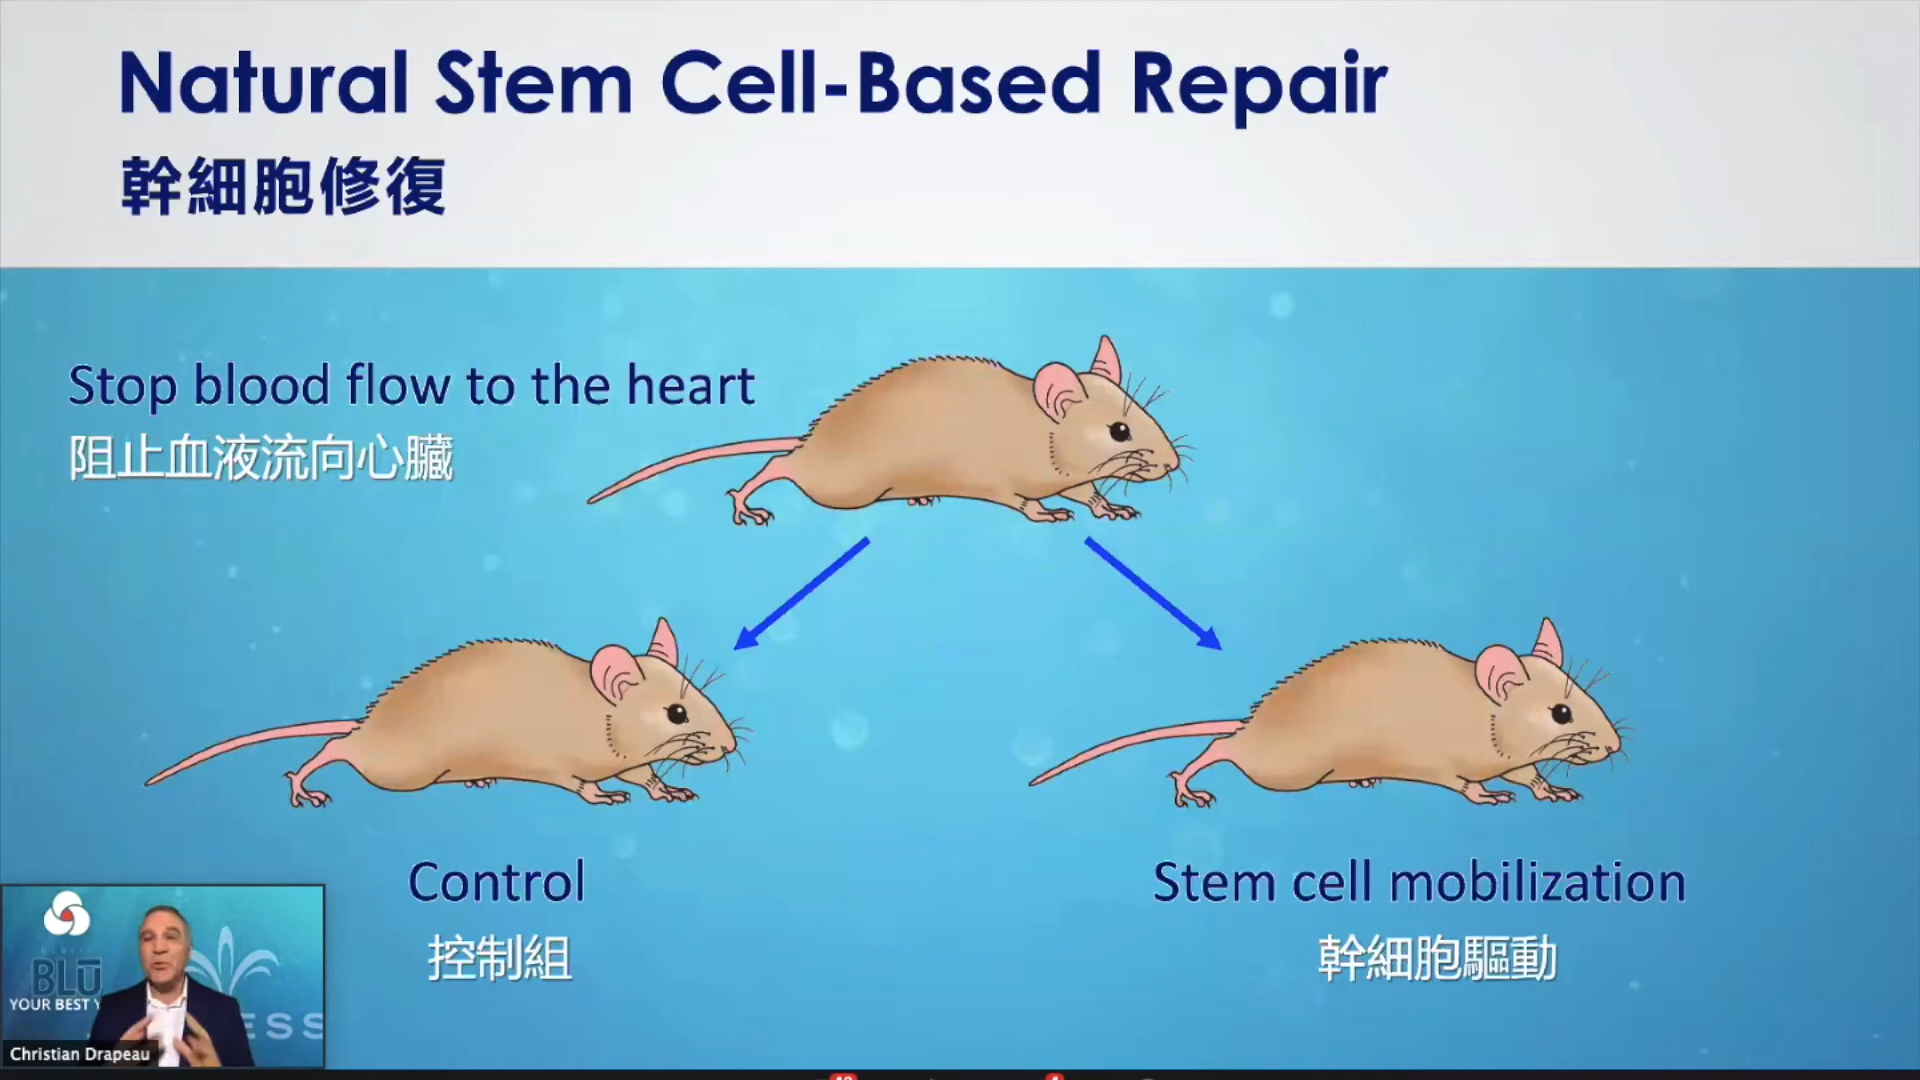 Natural Stem Cell-Based Repair
幹細胞修復
Stop blood flow to the heart
阻止血液流向心臟
Control
控制組
Stem cell mobilization
幹細胞驅動
BLŪ
YOUR BEST Y
ESS
Christian Drapeau